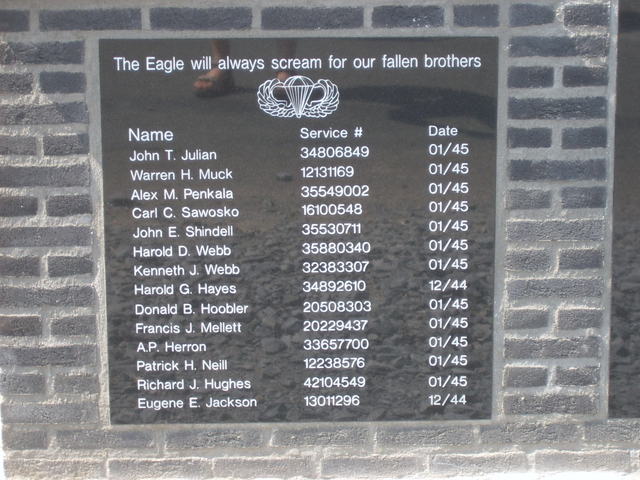 The Eagle will always scream for our fallen brothers
Name Service # Date
John T. Julian 34806849 01/45
Warren H. Muck 12131169 01/45
Alex M. Penkala 35549002 01/45
Carl C. Sawosko 16100548 01/45
John E. Shindell 35530711 01/45
Harold D. Webb 35880340 01/45
Kenneth J. Webb 32383307 01/45
Harold G. Hayes 34892610 12/44
Donald B. Hoobler 20508303 01/45
Francis J. Mellett 20229437 01/45
A.P. Herron 33657700 01/45
Patrick H. Neill 12238576 01/45
Richard J. Hughes 42104549 01/45
Eugene E. Jackson 13011296 12/44